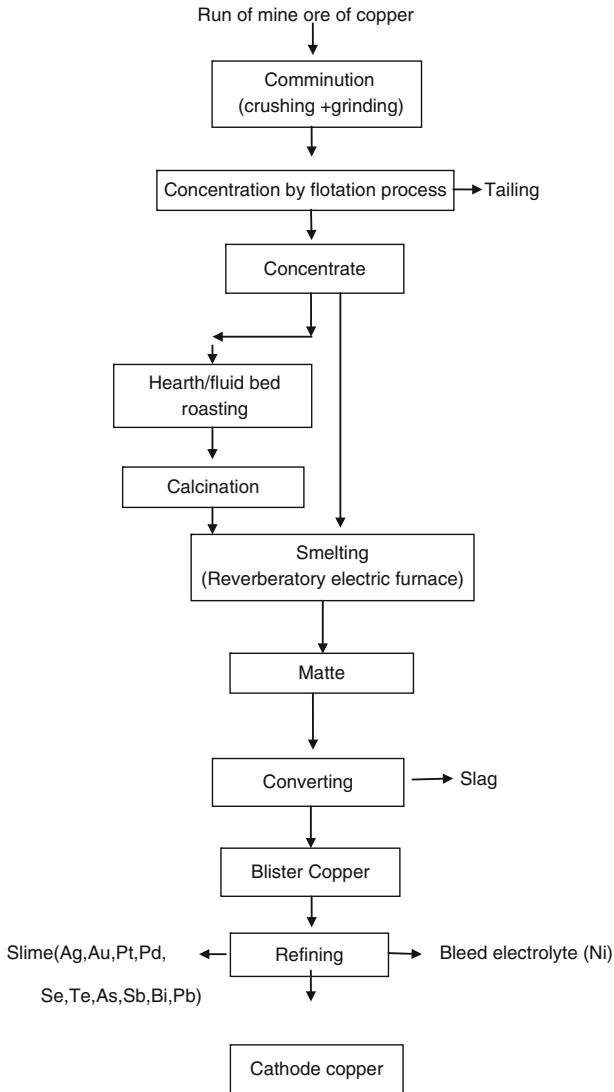 Run of mine ore of copper
Comminution
(crushing +grinding)
Concentration by flotation process
Tailing
Concentrate
Hearth/fluid bed
roasting
Calcination
Smelting
(Reverberatory electric furnace)
Matte
Converting
Slag
Blister Copper
Slime(Ag,Au,Pt,Pd,
Se,Te,As,Sb,Bi,Pb)
Refining
Bleed electrolyte (Ni)
Cathode copper